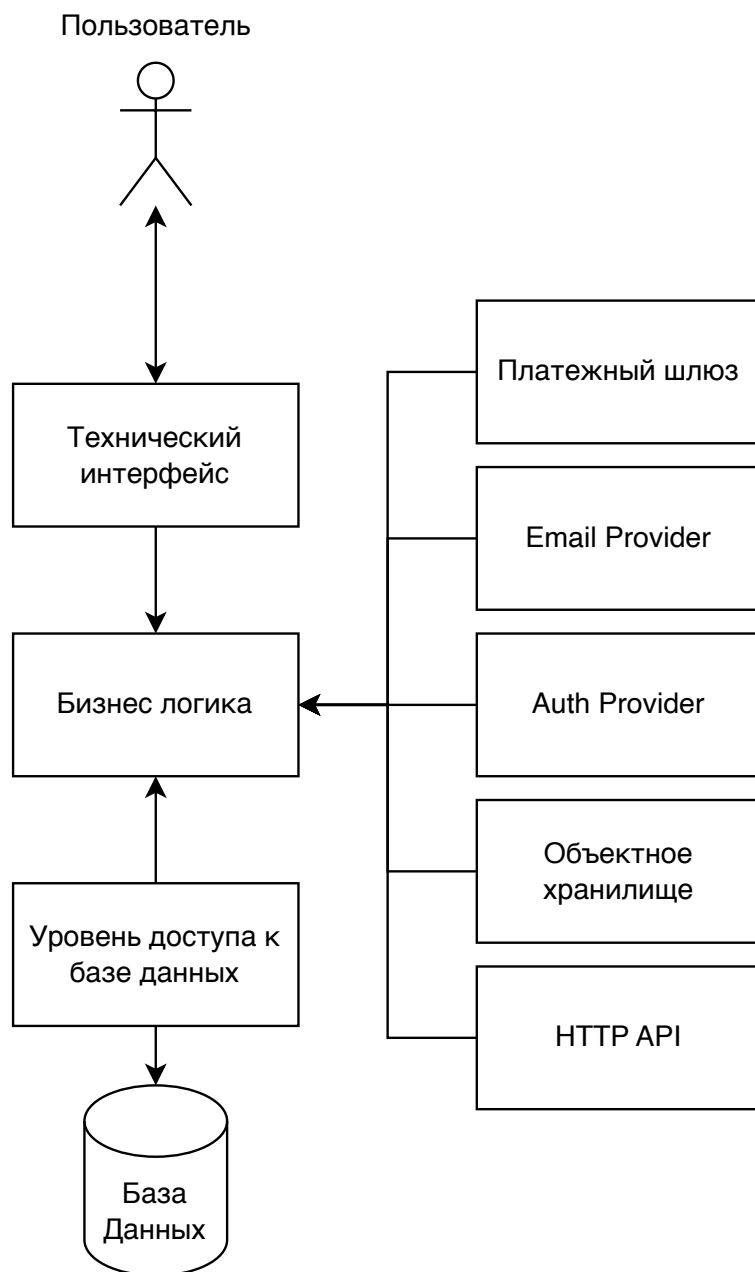 Пользователь
Технический
интерфейс
Бизнес логика
Уровень доступа к
базе данных
База
Данных
Платежный шлюз
Email Provider
Auth Provider
Объектное
хранилище
HTTP API